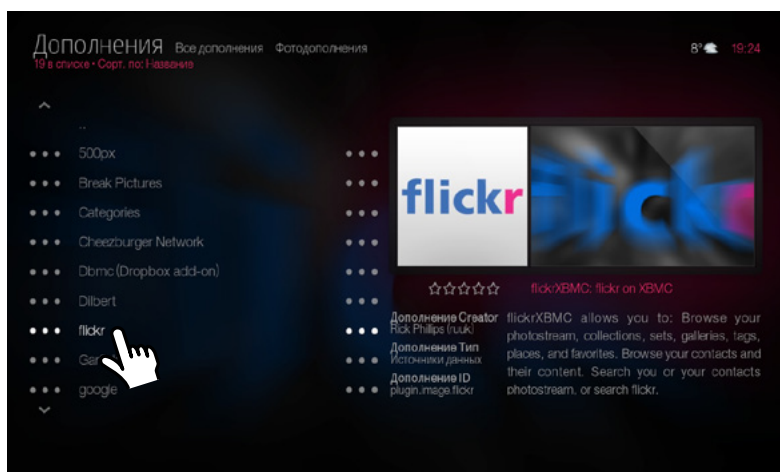 Дополнения Все дополнения Фотодополнения
8° 19:24
19 в списке • Сорт. по: Название
..
500px
Break Pictures
Categories
Cheezburger Network
Dbmc (Dropbox add-on)
Dilbert
flickr
google
flickr
flickr
flickrXBMC: flickr on XBMC
Дополнение Creator
Rick Phillips (ruuk)
Дополнение Тип
Источники данных
Дополнение ID
plugin.image.flickr
flickrXBMC allows you to: Browse your
photostream, collections, sets, galleries, tags,
places, and favorites. Browse your contacts and
their content. Search you or your contacts
photostream, or search flickr.